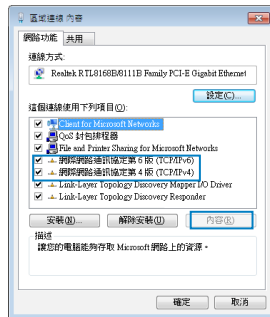 區域連線 內容
網路功能 共用
連線方式:
Realtek RTL8168B/8111B Family PCI-E Gigabit Ethernet
設定(C)...
這個連線使用下列項目(O):
Client for Microsoft Networks
QoS 封包排程器
File and Printer Sharing for Microsoft Networks
網際網路通訊協定第 6 版 (TCP/IPv6)
網際網路通訊協定第 4 版 (TCP/IPv4)
Link-Layer Topology Discovery Mapper I/O Driver
Link-Layer Topology Discovery Responder
安裝(N)... 解除安裝(U) 內容(R)
描述
讓您的電腦能夠存取 Microsoft 網路上的資源。
確定 取消